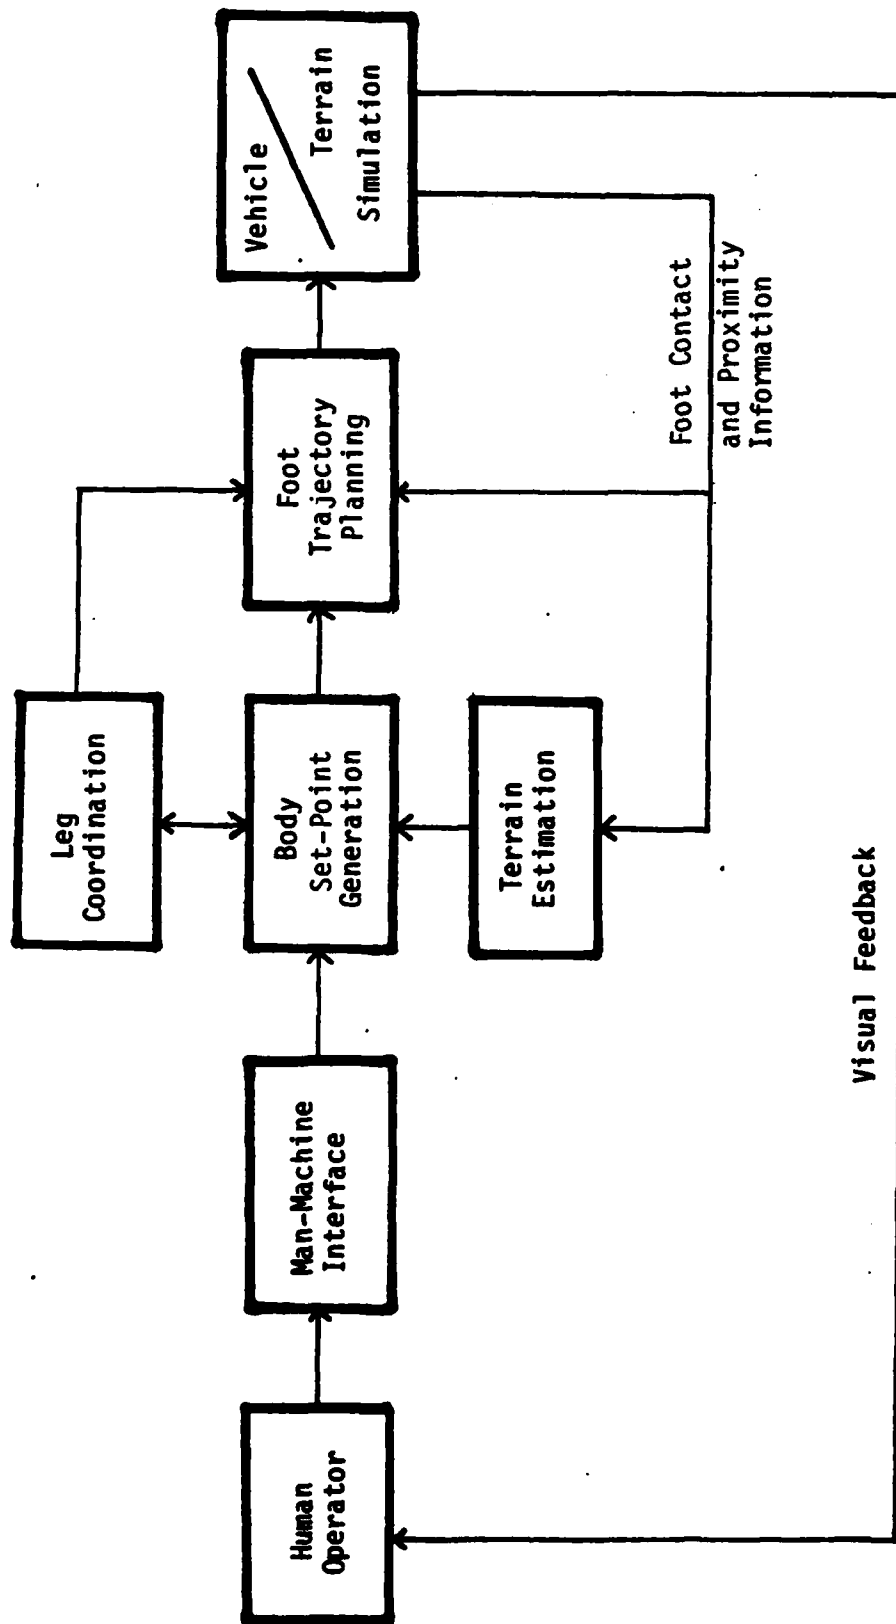 Human
Operator
Man-Machine
Interface
Leg
Coordination
Body
Set-Point
Generation
Terrain
Estimation
Foot
Trajectory
Planning
Vehicle
Terrain
Simulation
Foot Contact
and Proximity
Information
Visual Feedback